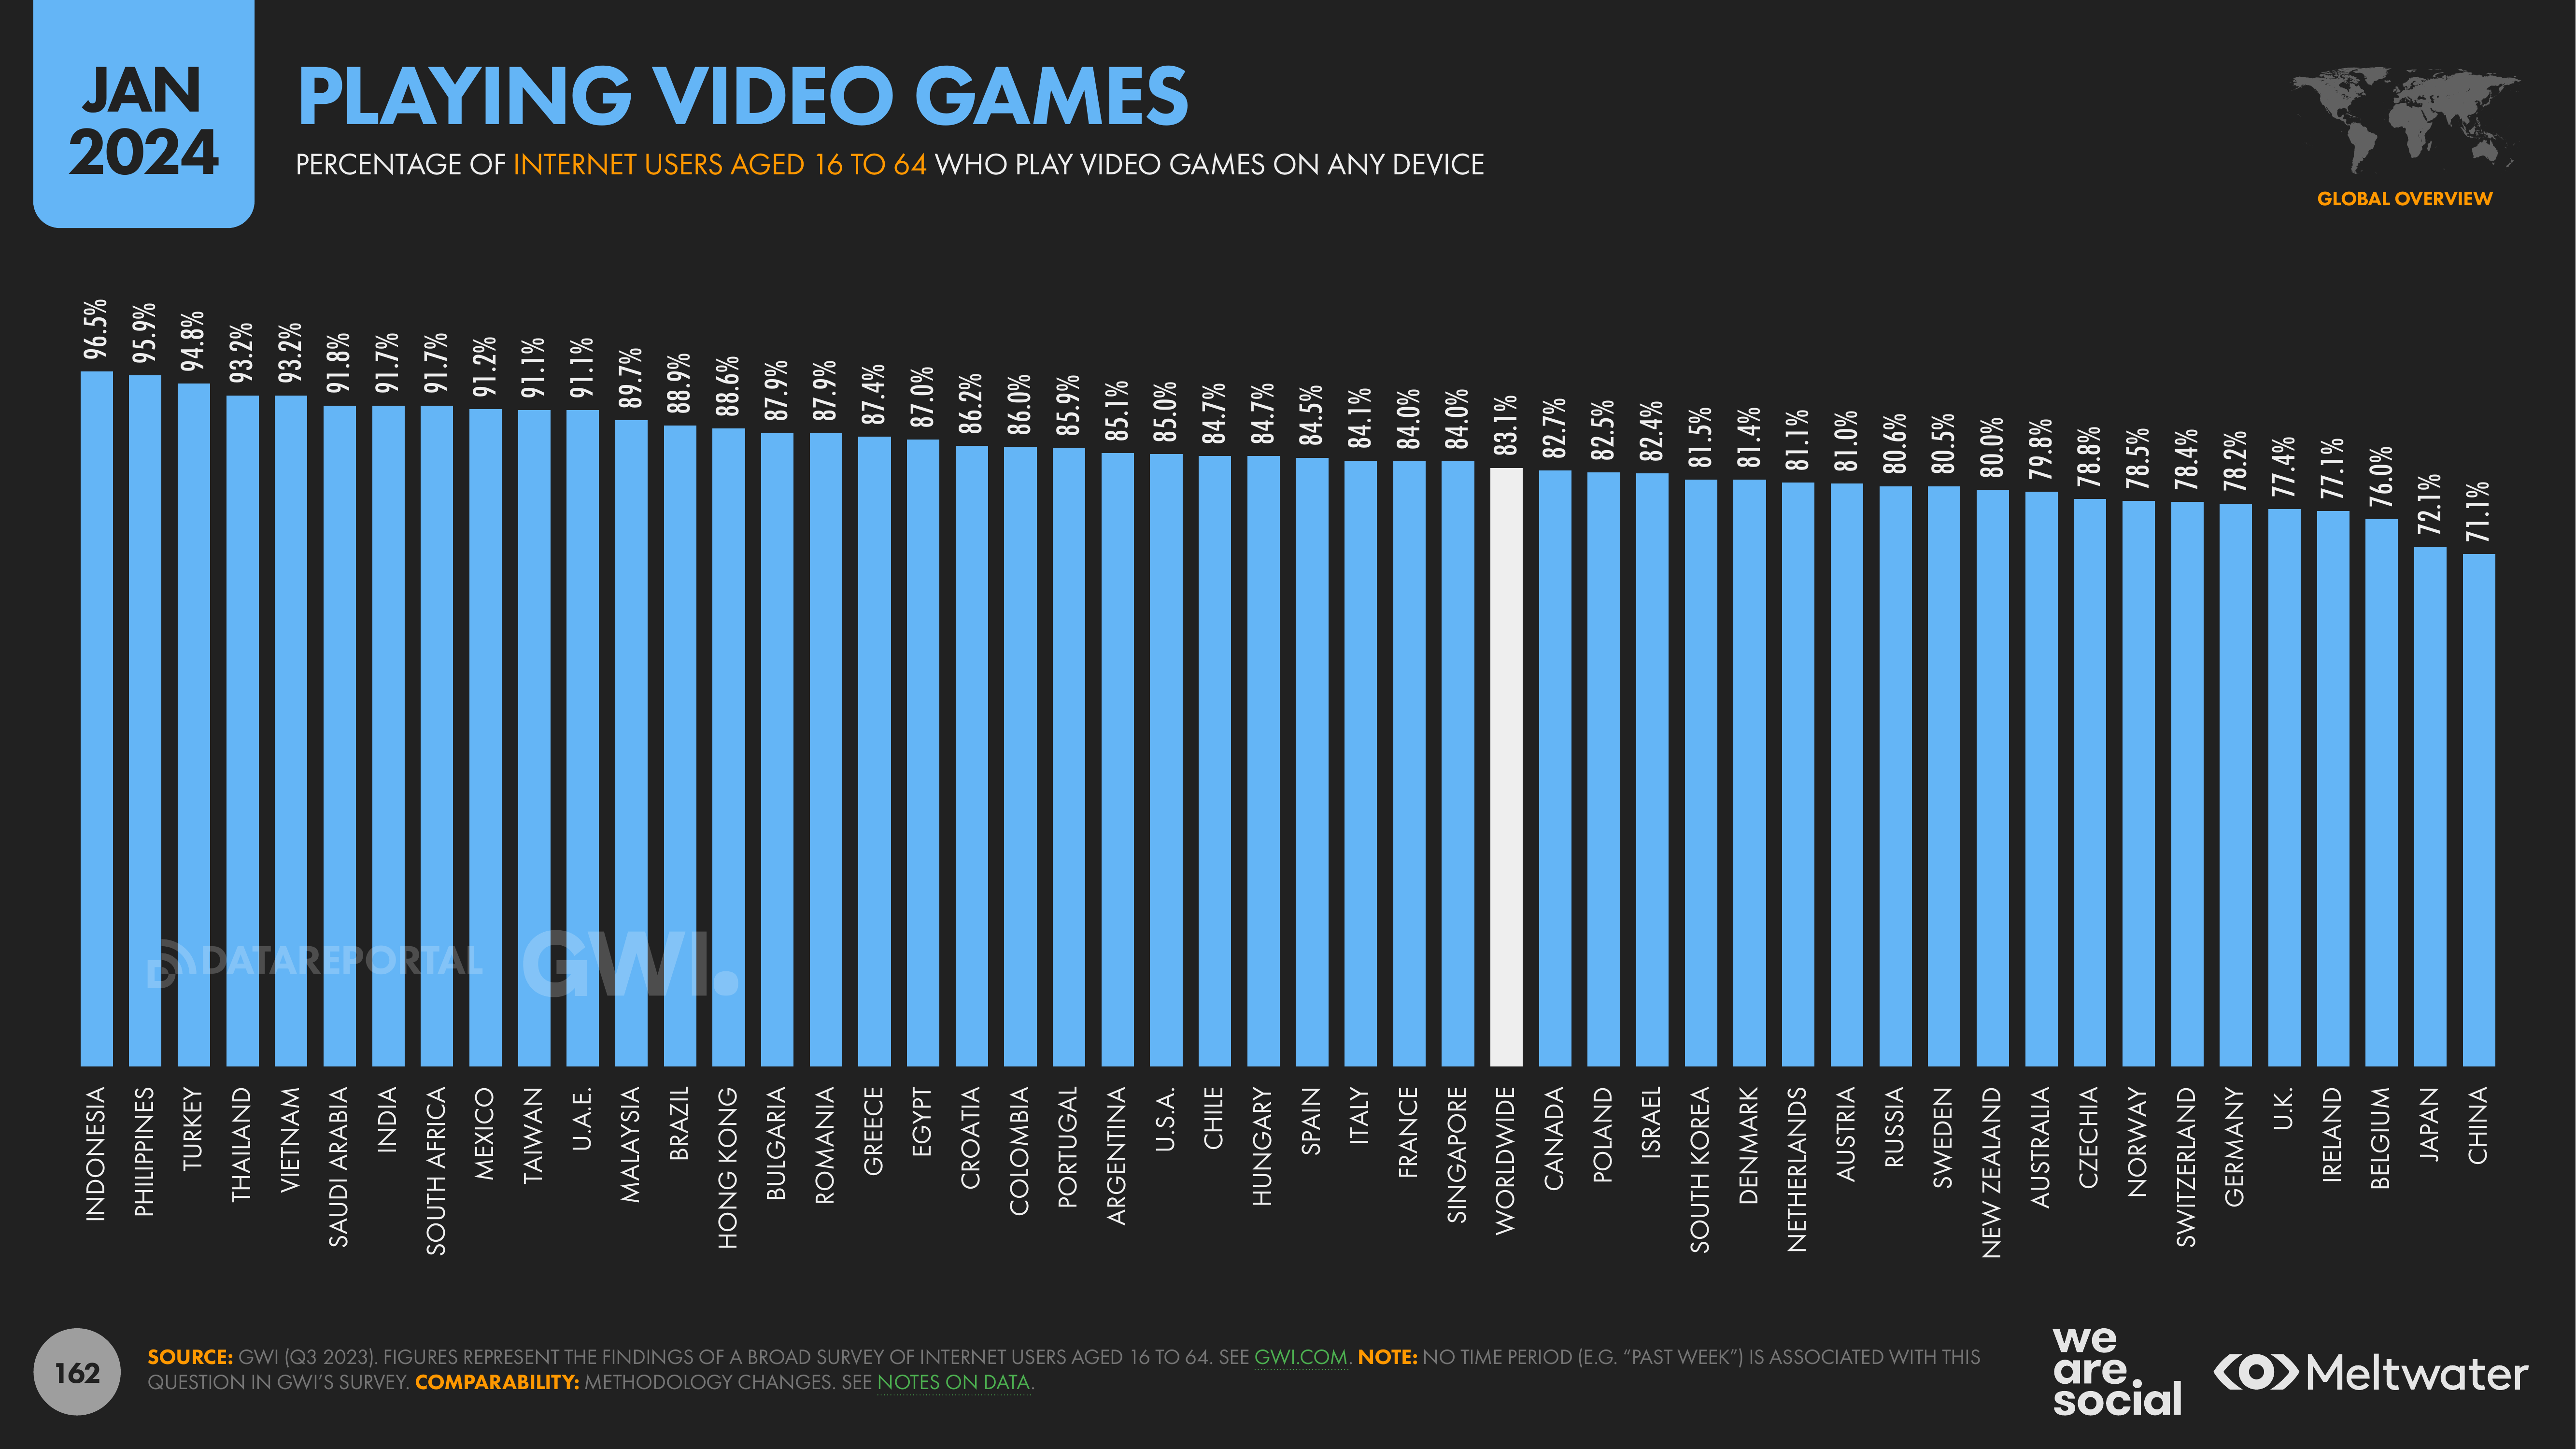 JAN
2024
PLAYING VIDEO GAMES
PERCENTAGE OF INTERNET USERS AGED 16 TO 64 WHO PLAY VIDEO GAMES ON ANY DEVICE
GLOBAL OVERVIEW
96.5%
95.9%
94.8%
93.2%
93.2%
91.8%
91.7%
91.7%
91.2%
91.1%
91.1%
89.7%
88.9%
88.6%
87.9%
87.9%
87.4%
87.0%
86.2%
86.0%
85.9%
85.1%
85.0%
84.7%
84.7%
84.5%
84.1%
84.0%
84.0%
83.1%
82.7%
82.5%
82.4%
81.5%
81.4%
81.1%
81.0%
80.6%
80.5%
80.0%
79.8%
78.8%
78.5%
78.4%
78.2%
77.4%
77.1%
76.0%
72.1%
71.1%
DATAREPORTAL
GWI.
INDONESIA
PHILIPPINES
TURKEY
THAILAND
VIETNAM
SAUDI ARABIA
INDIA
SOUTH AFRICA
MEXICO
TAIWAN
U.A.E.
MALAYSIA
BRAZIL
HONG KONG
BULGARIA
ROMANIA
GREECE
EGYPT
CROATIA
COLOMBIA
PORTUGAL
ARGENTINA
U.S.A.
CHILE
HUNGARY
SPAIN
ITALY
FRANCE
SINGAPORE
WORLDWIDE
CANADA
POLAND
ISRAEL
SOUTH KOREA
DENMARK
NETHERLANDS
AUSTRIA
RUSSIA
SWEDEN
NEW ZEALAND
AUSTRALIA
CZECHIA
NORWAY
SWITZERLAND
GERMANY
U.K.
IRELAND
BELGIUM
JAPAN
CHINA
162
SOURCE: GWI (Q3 2023). FIGURES REPRESENT THE FINDINGS OF A BROAD SURVEY OF INTERNET USERS AGED 16 TO 64. SEE GWI.COM. NOTE: NO TIME PERIOD (E.G. “PAST WEEK”) IS ASSOCIATED WITH THIS
QUESTION IN GWI’S SURVEY. COMPARABILITY: METHODOLOGY CHANGES. SEE NOTES ON DATA.
we
are
social
Meltwater